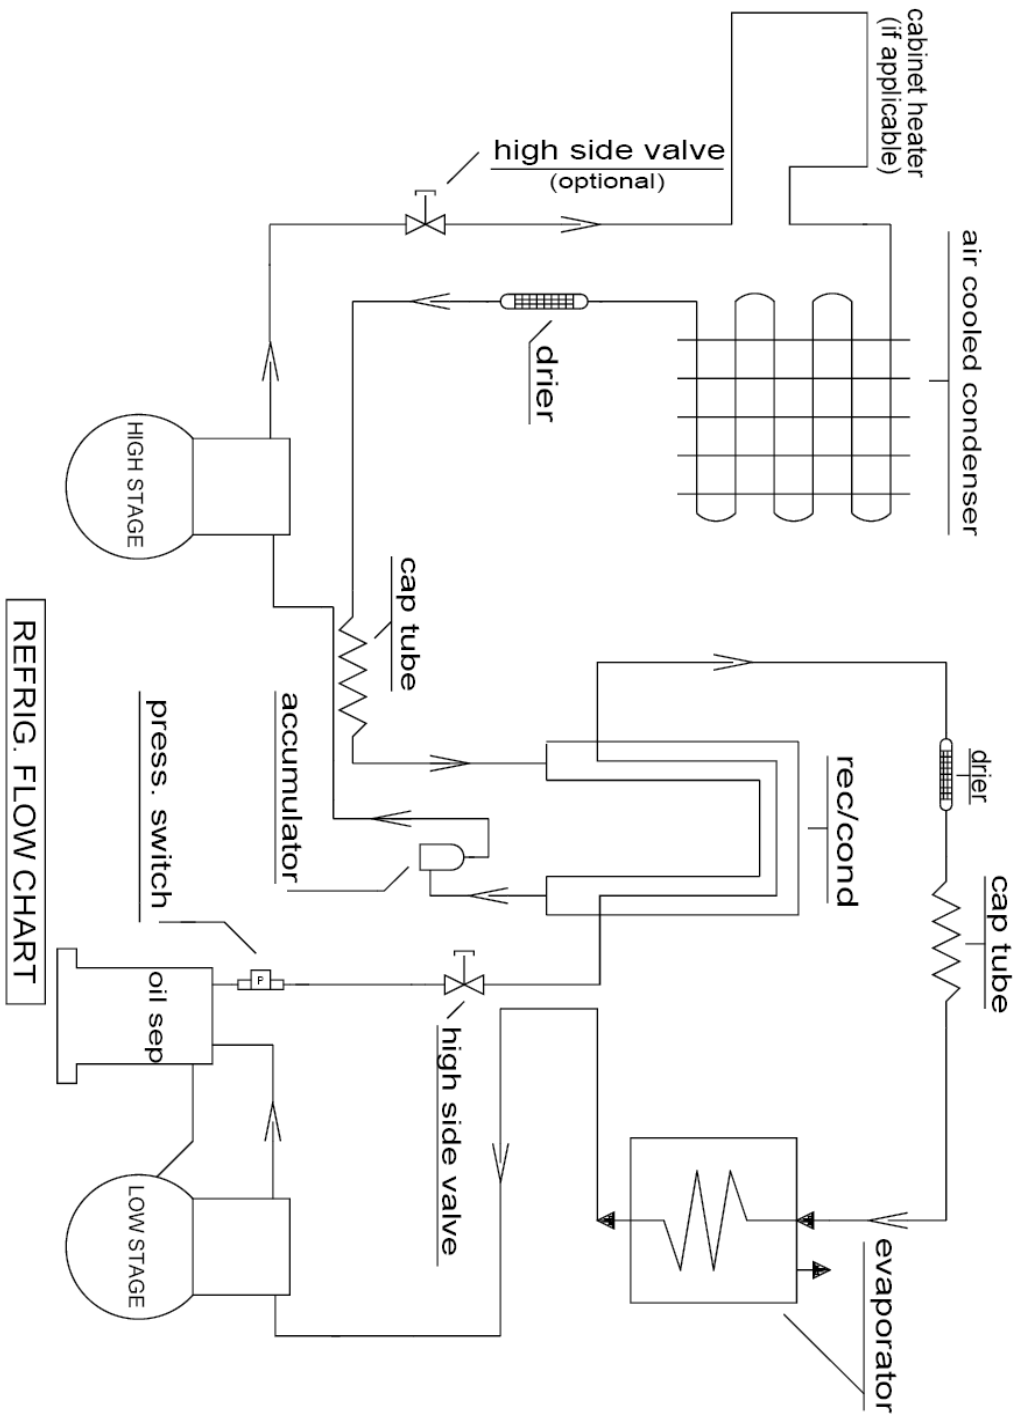 cabinet heater
(if applicable)
high side valve
(optional)
air cooled condenser
drier
HIGH STAGE
cap tube
accumulator
press. switch
REFRIG. FLOW CHART
rec/cond
drier
cap tube
P
oil sep
high side valve
LOW STAGE
evaporator